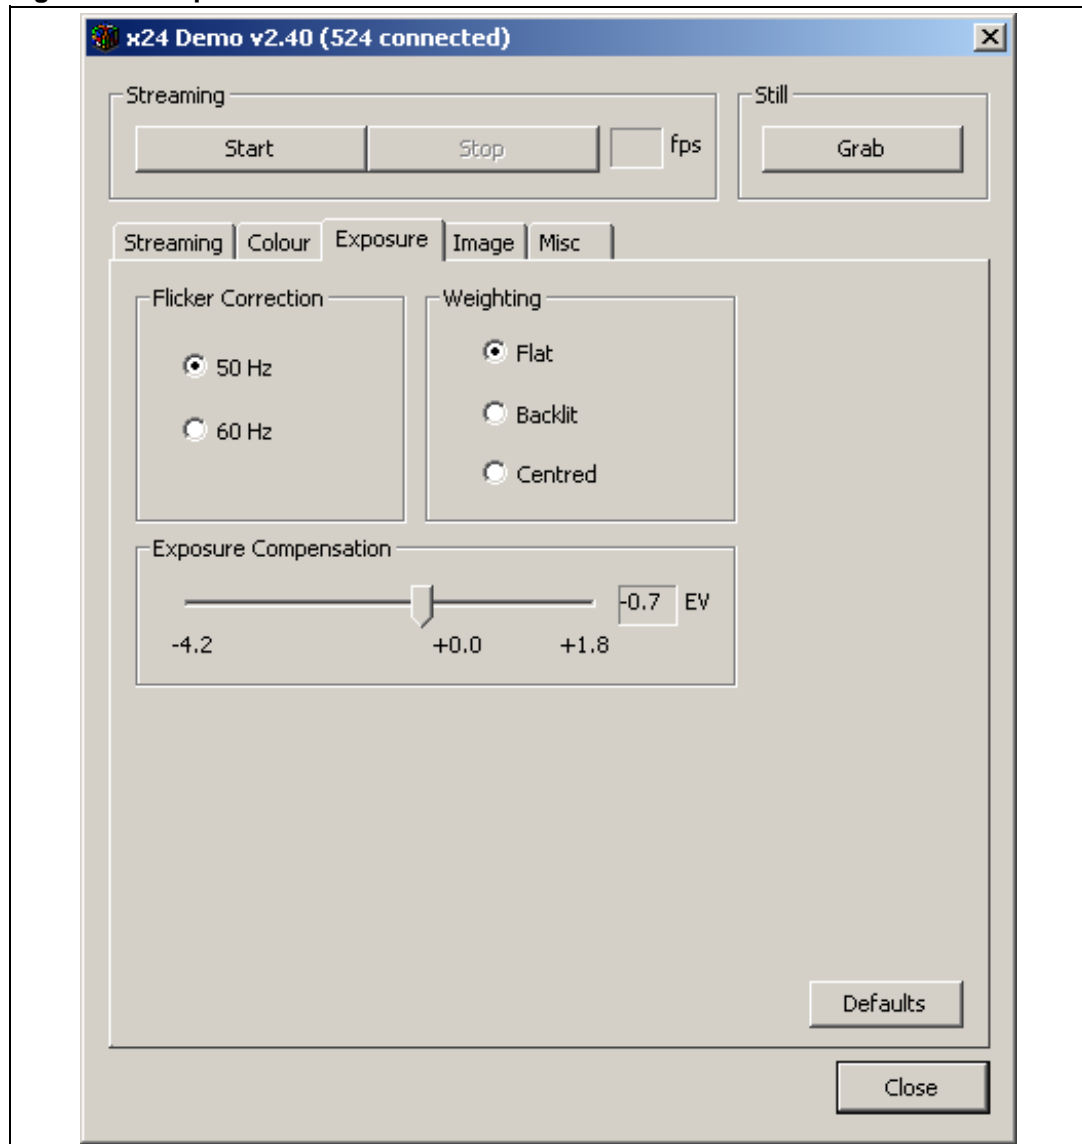 x24 Demo v2.40 (524 connected)
Streaming
Still
Start
Stop
fps
Grab
Streaming
Colour
Exposure
Image
Misc
Flicker Correction
Weighting
50 Hz
60 Hz
Flat
Backlit
Centred
Exposure Compensation
-0.7 EV
-4.2
+0.0
+1.8
Defaults
Close